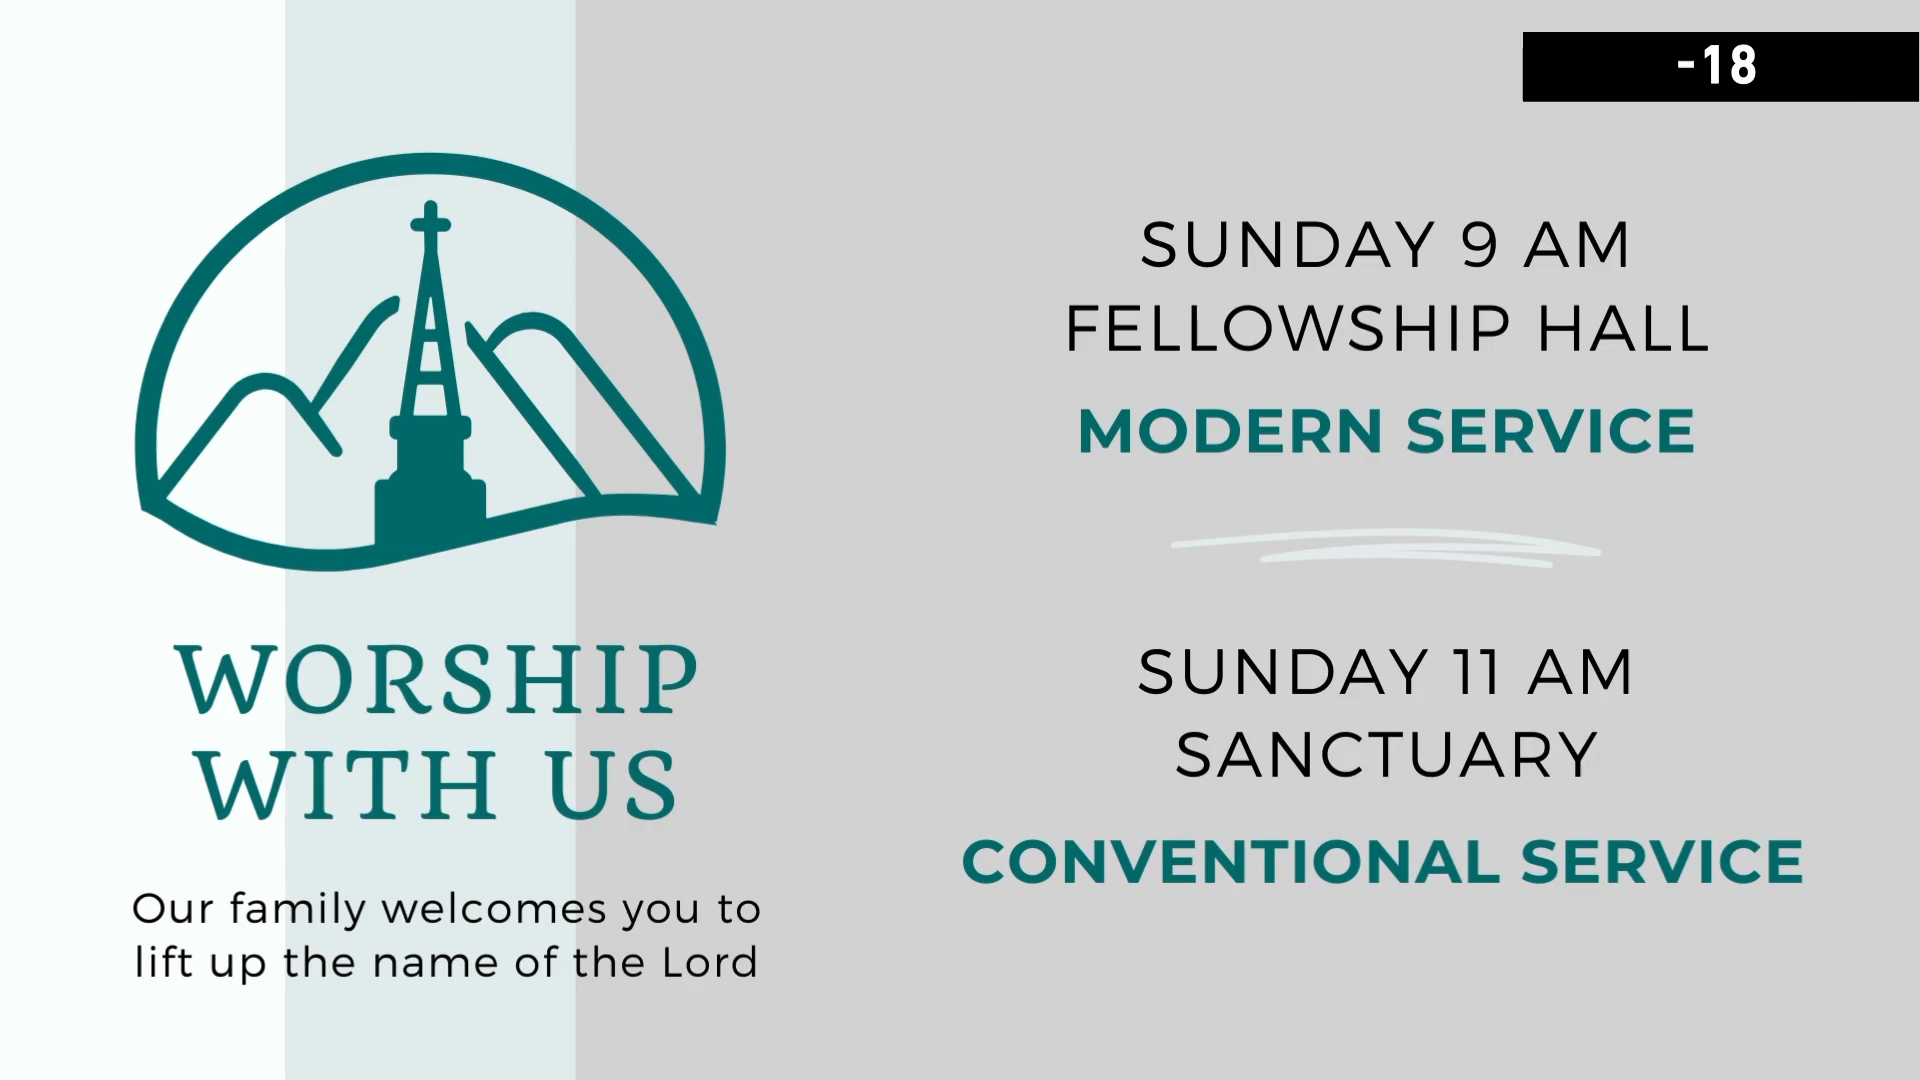 -18
WORSHIP
WITH US
Our family welcomes you to
lift up the name of the Lord
SUNDAY 9 AM
FELLOWSHIP HALL
MODERN SERVICE
SUNDAY 11 AM
SANCTUARY
CONVENTIONAL SERVICE